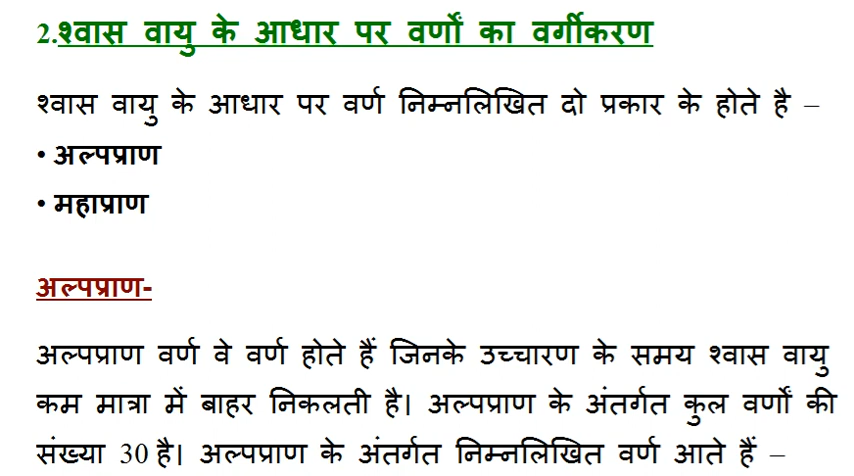 2.श्वास वायु के आधार पर वर्णों का वर्गीकरण
श्वास वायु के आधार पर वर्ण निम्नलिखित दो प्रकार के होते है –
• अल्पप्राण
• महाप्राण
अल्पप्राण-
अल्पप्राण वर्ण वे वर्ण होते हैं जिनके उच्चारण के समय श्वास वायु
कम मात्रा में बाहर निकलती है। अल्पप्राण के अंतर्गत कुल वर्णों की
संख्या 30 है। अल्पप्राण के अंतर्गत निम्नलिखित वर्ण आते हैं –